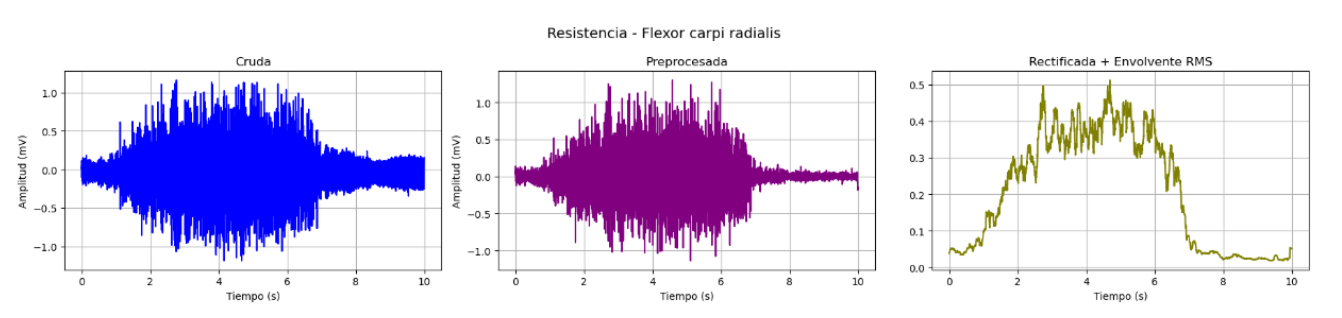 Resistencia - Flexor carpi radialis
Cruda
Amplitud (mV)
1.0
0.5
0.0
−0.5
−1.0
0 2 4 6 8 10
Tiempo (s)
Preprocesada
Amplitud (mV)
1.0
0.5
0.0
−0.5
−1.0
0 2 4 6 8 10
Tiempo (s)
Rectificada + Envolvente RMS
0.5
0.4
0.3
0.2
0.1
0.0
0 2 4 6 8 10
Tiempo (s)